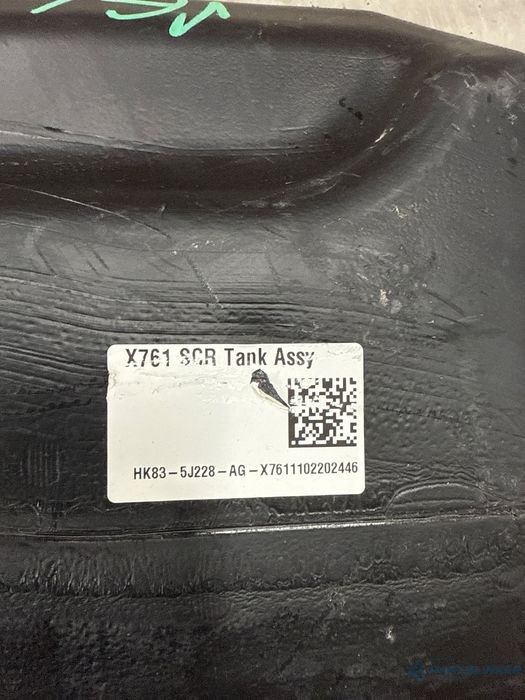 X761 SCR Tank Assy
HK83-5J228-AG-X7611102202446